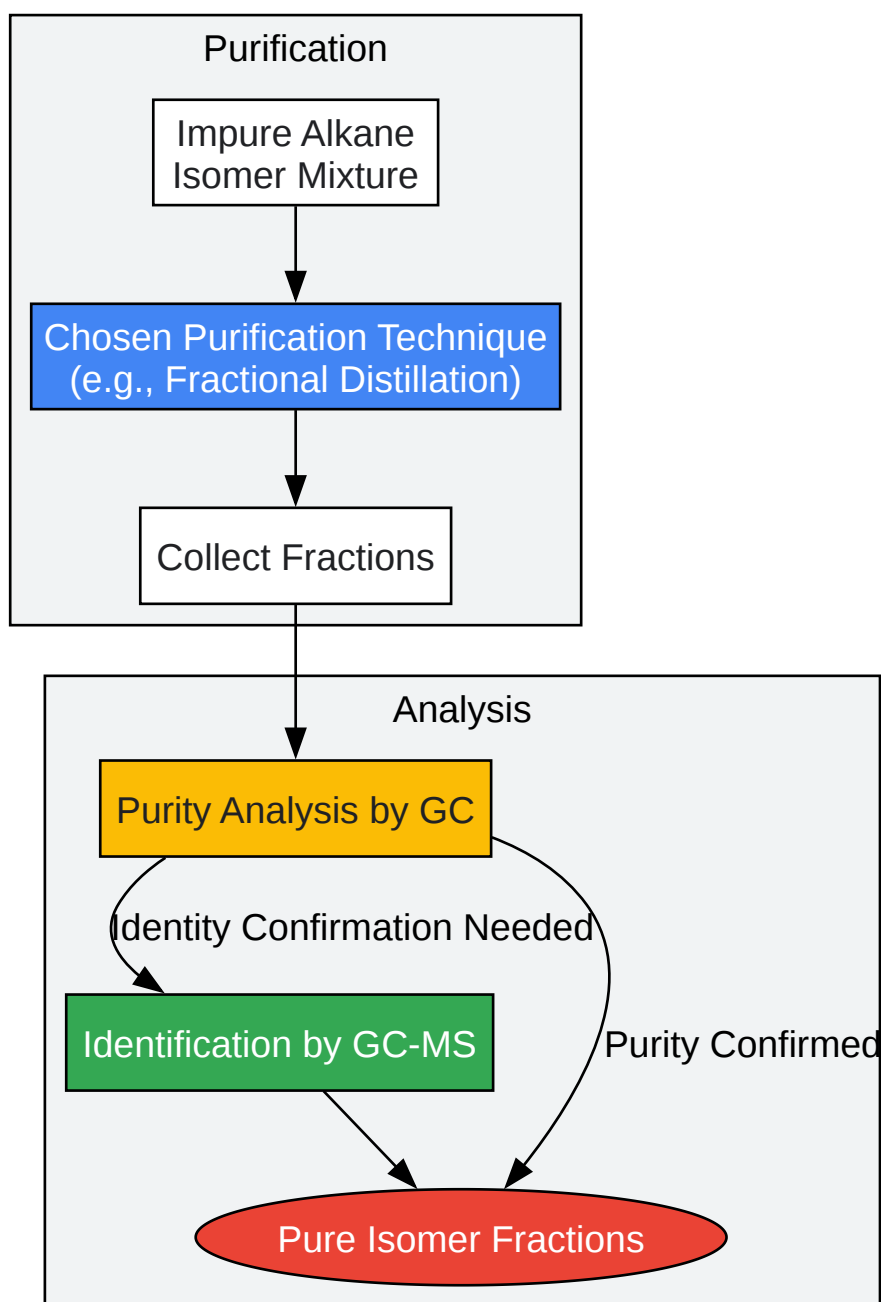 Purification
Impure Alkane
Isomer Mixture
Chosen Purification Technique
(e.g., Fractional Distillation)
Collect Fractions
Analysis
Purity Analysis by GC
Identity Confirmation Needed
Identification by GC-MS
Purity Confirmed
Pure Isomer Fractions